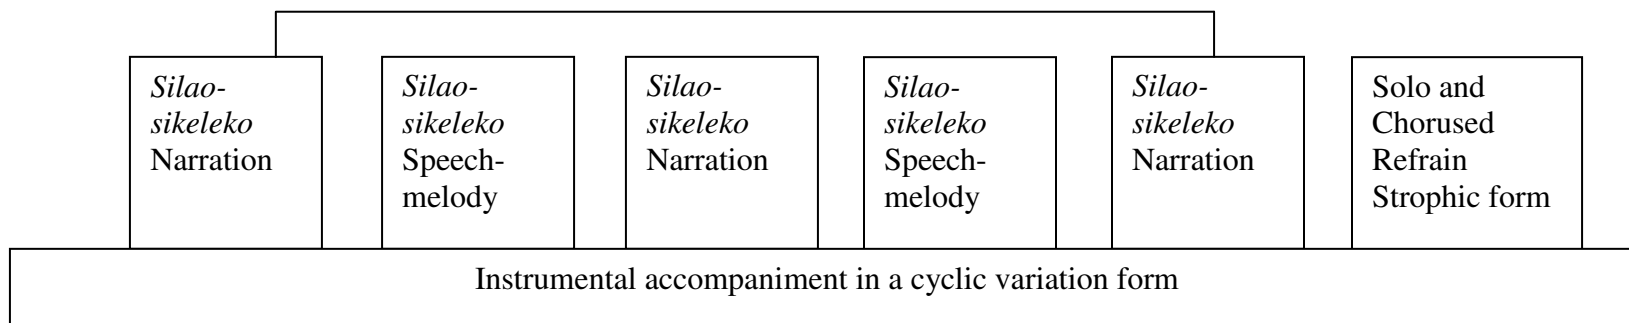 Silao-
sikeleko
Narration
Silao-
sikeleko
Speech-
melody
Silao-
sikeleko
Narration
Silao-
sikeleko
Speech-
melody
Silao-
sikeleko
Narration
Solo and
Chorused
Refrain
Strophic form
Instrumental accompaniment in a cyclic variation form